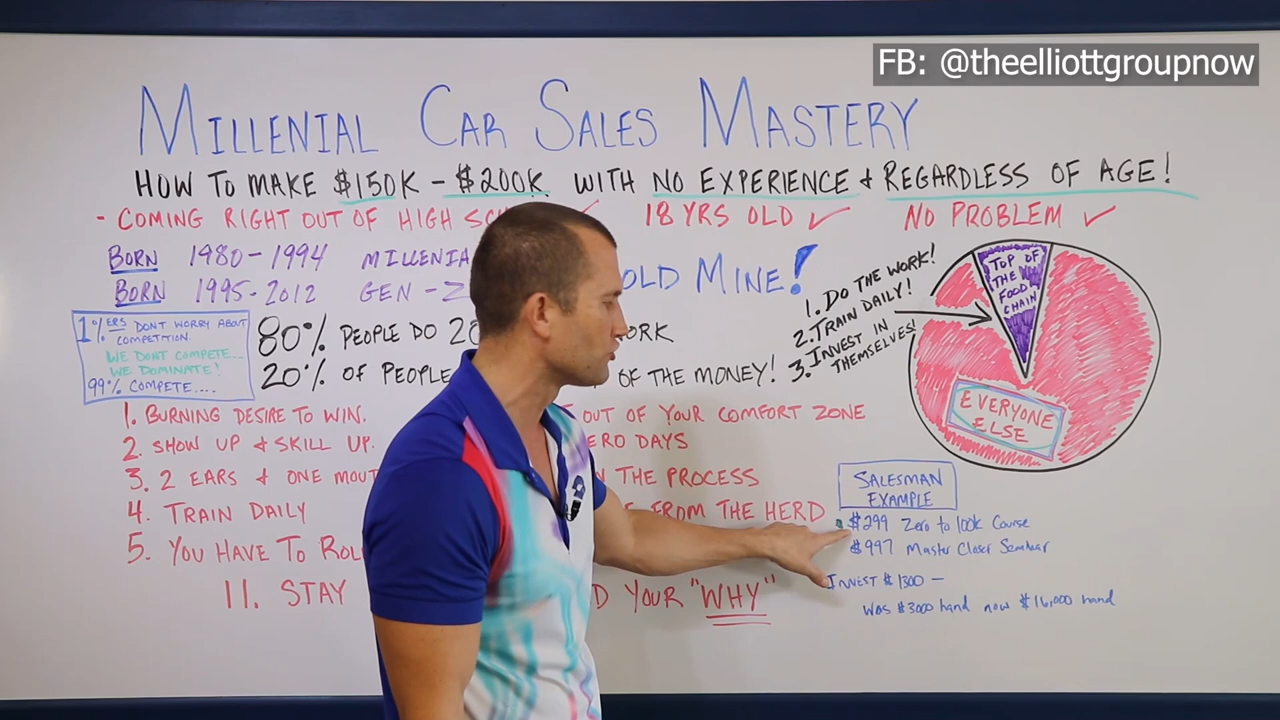 FB: @theelliottgroupnow
MILLENIAL CAR SALES MASTERY
HOW TO MAKE $150K - $200K WITH NO EXPERIENCE & REGARDLESS OF AGE!
- COMING RIGHT OUT OF HIGH SC 18 YRS OLD ✓ NO PROBLEM ✓
BORN 1980-1994 MILLENIA
BORN 1995-2012 GEN-Z
OLD MINE!
1%ERS DONT WORRY ABOUT
COMPETITION.
WE DONT COMPETE...
WE DOMINATE!
99% COMPETE....
80% PEOPLE DO 20 RK
20% OF PEOPLE OF THE MONEY!
1. DO THE WORK!
2. TRAIN DAILY!
3. INVEST IN
THEMSELVES!
TOP OF
THE
FOOD
CHAIN
EVERYONE
ELSE
1. BURNING DESIRE TO WIN.
2. SHOW UP & SKILL UP.
3. 2 EARS & ONE MOUT
4. TRAIN DAILY
5. YOU HAVE TO ROL
OUT OF YOUR COMFORT ZONE
ERO DAYS
THE PROCESS
FROM THE HERD
11. STAY D YOUR "WHY"
SALESMAN
EXAMPLE
$299 Zero to 100k Course
$997 Master Closer Seminar
INVEST $1300 -
Was $3000 hand now $16,000 hand